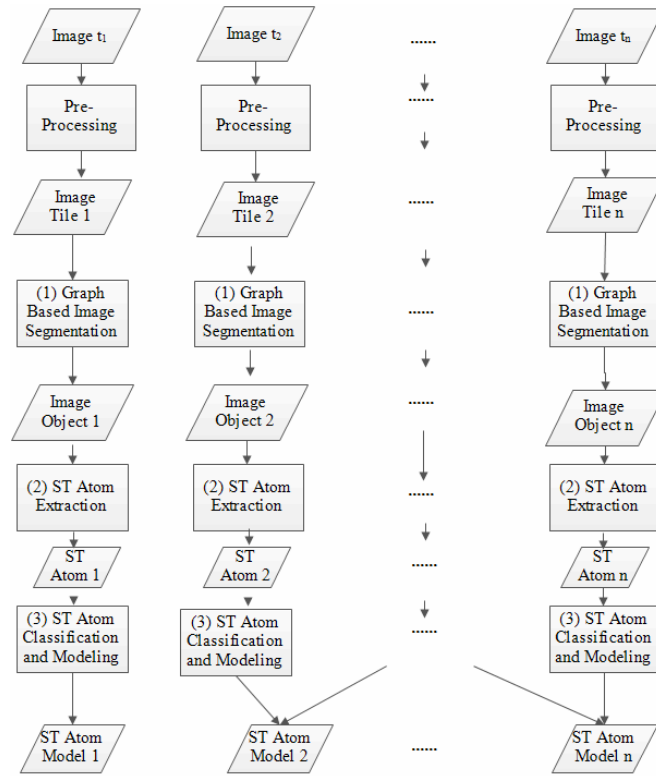 Image t₁
Image t₂
......
Image tₙ
Pre-
Processing
Pre-
Processing
......
Pre-
Processing
Image
Tile 1
Image
Tile 2
......
Image
Tile n
(1) Graph
Based Image
Segmentation
(1) Graph
Based Image
Segmentation
......
(1) Graph
Based Image
Segmentation
Image
Object 1
Image
Object 2
......
Image
Object n
(2) ST Atom
Extraction
(2) ST Atom
Extraction
......
(2) ST Atom
Extraction
ST
Atom 1
ST
Atom 2
......
ST
Atom n
(3) ST Atom
Classification
and Modeling
(3) ST Atom
Classification
and Modeling
......
(3) ST Atom
Classification
and Modeling
ST Atom
Model 1
ST Atom
Model 2
......
ST Atom
Model n